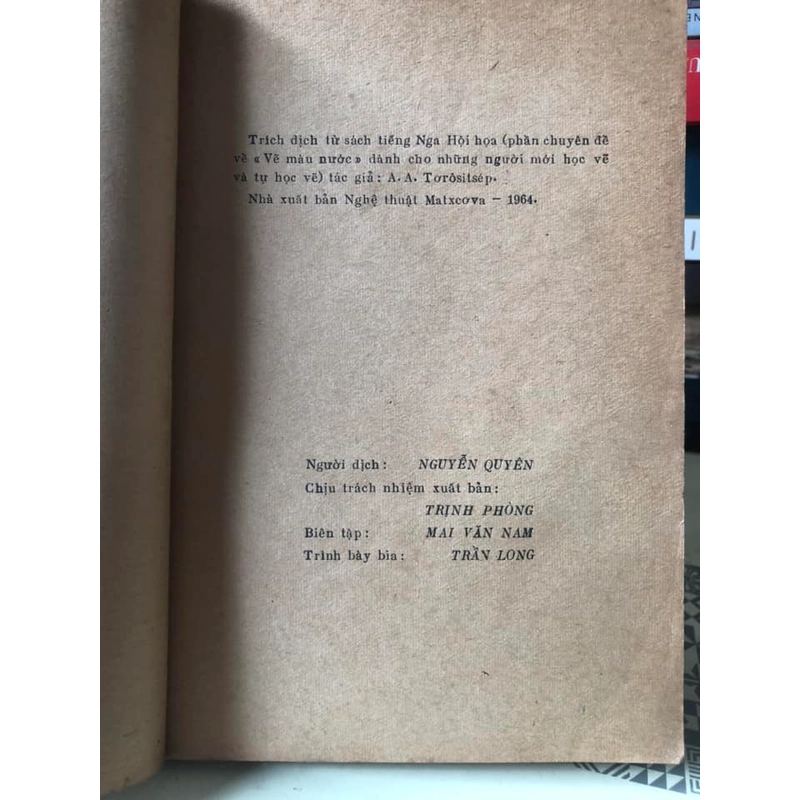 Trích dịch từ sách tiếng Nga Hội họa (phần chuyên đề
về « Vẽ màu nước » dành cho những người mới học vẽ
và tự học vẽ) tác giả : A. A. Tơrôsitsép.
Nhà xuất bản Nghệ thuật Matxcơva — 1964.
Người dịch : NGUYỄN QUYÊN
Chịu trách nhiệm xuất bản :
TRỊNH PHÒNG
Biên tập : MAI VĂN NAM
Trình bày bìa : TRẦN LONG